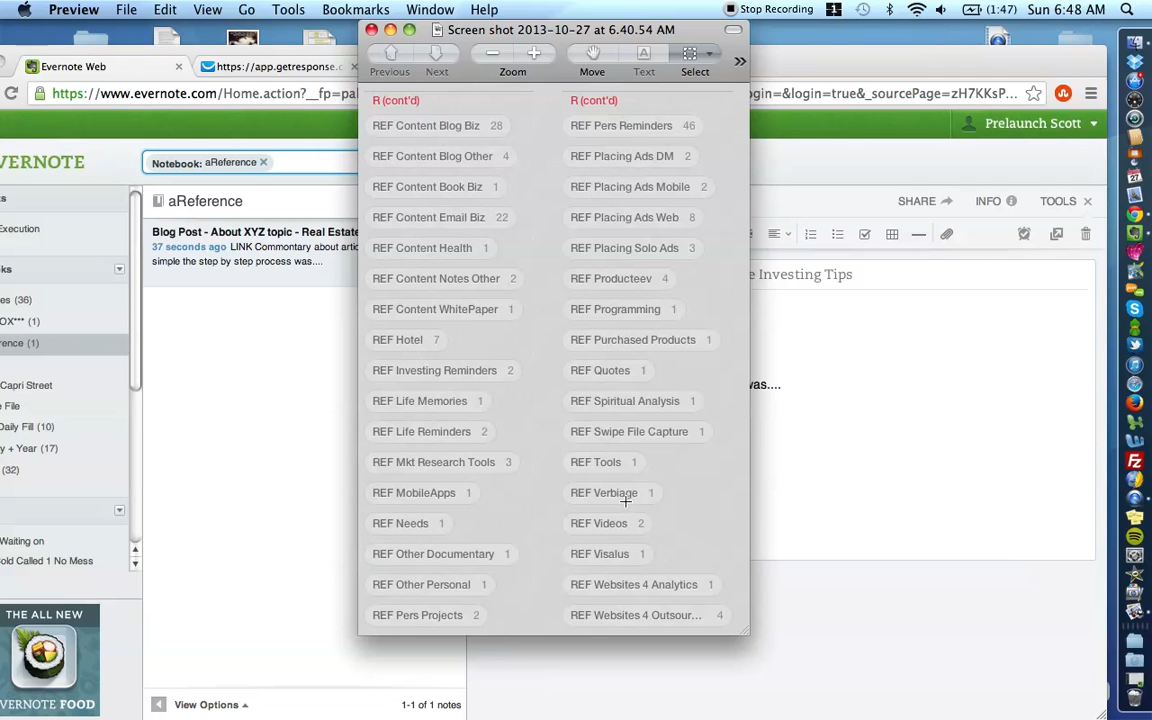 Preview File Edit View Go Tools Bookmarks Window Help
Stop Recording 1 (1:47) Sun 6:48 AM
Screen shot 2013-10-27 at 6.40.54 AM
Previous Next Zoom Move Text Select »
Evernote Web × https://app.getresponse.c ×
https://www.evernote.com/Home.action?__fp=pal
ogin=&login=true&_sourcePage=zH7KKsP...
Prelaunch Scott
VERNOTE
Notebook: aReference ×
ks
Execution
ks
es (36)
OX*** (1)
rence (1)
Capri Street
e File
Daily Fill (10)
y + Year (17)
(32)
Waiting on
Cold Called 1 No Mess
THE ALL NEW
VERNOTE FOOD
aReference
Blog Post - About XYZ topic - Real Estate
37 seconds ago LINK Commentary about artic
simple the step by step process was....
View Options
1-1 of 1 notes
R (cont'd)
REF Content Blog Biz 28
REF Content Blog Other 4
REF Content Book Biz 1
REF Content Email Biz 22
REF Content Health 1
REF Content Notes Other 2
REF Content WhitePaper 1
REF Hotel 7
REF Investing Reminders 2
REF Life Memories 1
REF Life Reminders 2
REF Mkt Research Tools 3
REF MobileApps 1
REF Needs 1
REF Other Documentary 1
REF Other Personal 1
REF Pers Projects 2
R (cont'd)
REF Pers Reminders 46
REF Placing Ads DM 2
REF Placing Ads Mobile 2
REF Placing Ads Web 8
REF Placing Solo Ads 3
REF Producteev 4
REF Programming 1
REF Purchased Products 1
REF Quotes 1
REF Spiritual Analysis 1
REF Swipe File Capture 1
REF Tools 1
REF Verbiage 1
REF Videos 2
REF Visalus 1
REF Websites 4 Analytics 1
REF Websites 4 Outsour... 4
SHARE INFO TOOLS ×
e Investing Tips
was....